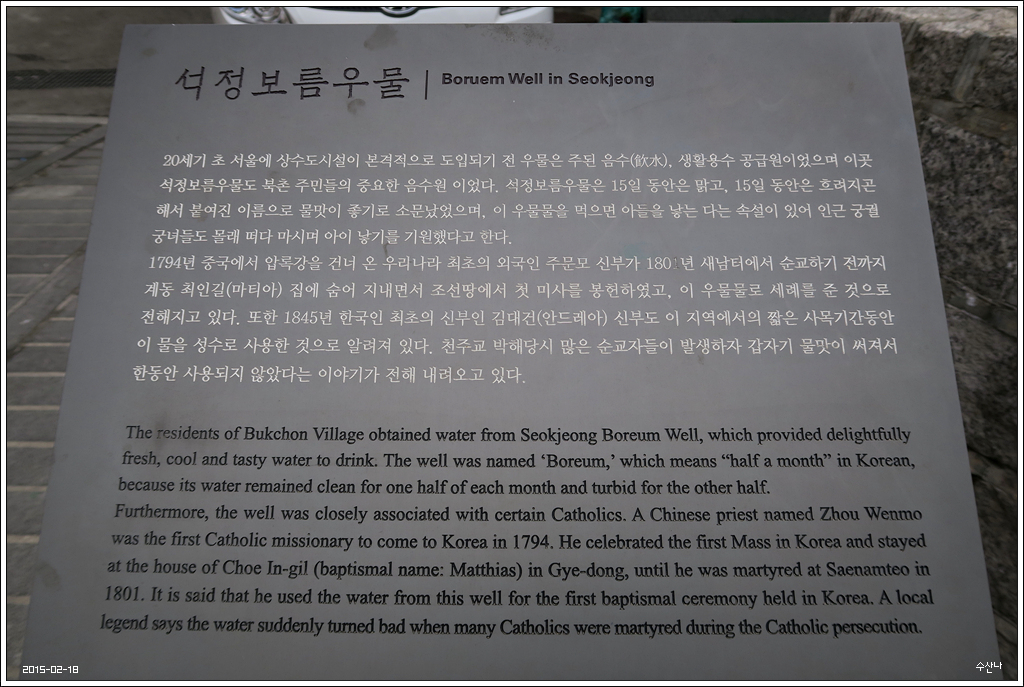 석정보름우물 | Boruem Well in Seokjeong
20세기 초 서울에 상수도시설이 본격적으로 도입되기 전 우물은 주된 음수(飮水), 생활용수 공급원이었으며 이곳
석정보름우물도 북촌 주민들의 중요한 음수원 이었다. 석정보름우물은 15일 동안은 맑고, 15일 동안은 흐려지곤
해서 붙여진 이름으로 물맛이 좋기로 소문났었으며, 이 우물물을 먹으면 아들을 낳는 다는 속설이 있어 인근 궁궐
궁녀들도 몰래 떠다 마시며 아이 낳기를 기원했다고 한다.
1794년 중국에서 압록강을 건너 온 우리나라 최초의 외국인 주문모 신부가 1801년 새남터에서 순교하기 전까지
계동 최인길(마티아) 집에 숨어 지내면서 조선땅에서 첫 미사를 봉헌하였고, 이 우물물로 세례를 준 것으로
전해지고 있다. 또한 1845년 한국인 최초의 신부인 김대건(안드레아) 신부도 이 지역에서의 짧은 사목기간동안
이 물을 성수로 사용한 것으로 알려져 있다. 천주교 박해당시 많은 순교자들이 발생하자 갑자기 물맛이 써져서
한동안 사용되지 않았다는 이야기가 전해 내려오고 있다.
The residents of Bukchon Village obtained water from Seokjeong Boreum Well, which provided delightfully
fresh, cool and tasty water to drink. The well was named ‘Boreum,’ which means “half a month” in Korean,
because its water remained clean for one half of each month and turbid for the other half.
Furthermore, the well was closely associated with certain Catholics. A Chinese priest named Zhou Wenmo
was the first Catholic missionary to come to Korea in 1794. He celebrated the first Mass in Korea and stayed
at the house of Choe In-gil (baptismal name: Matthias) in Gye-dong, until he was martyred at Saenamteo in
1801. It is said that he used the water from this well for the first baptismal ceremony held in Korea. A local
legend says the water suddenly turned bad when many Catholics were martyred during the Catholic persecution.
2015-02-18
수산나